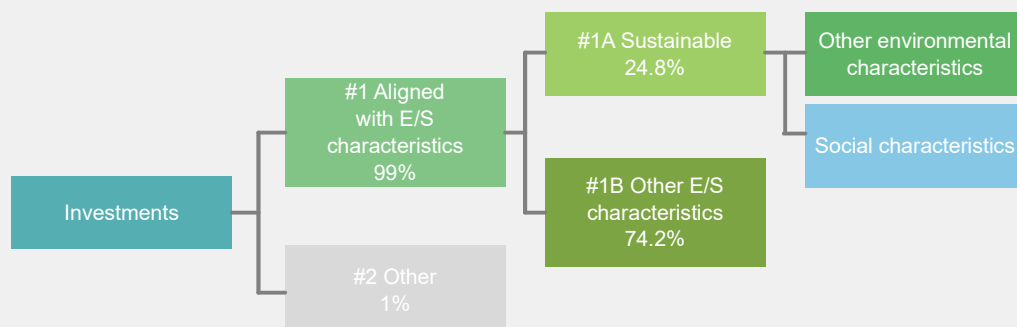 Investments
#1 Aligned
with E/S
characteristics
99%
#2 Other
1%
#1A Sustainable
24.8%
#1B Other E/S
characteristics
74.2%
Other environmental
characteristics
Social characteristics